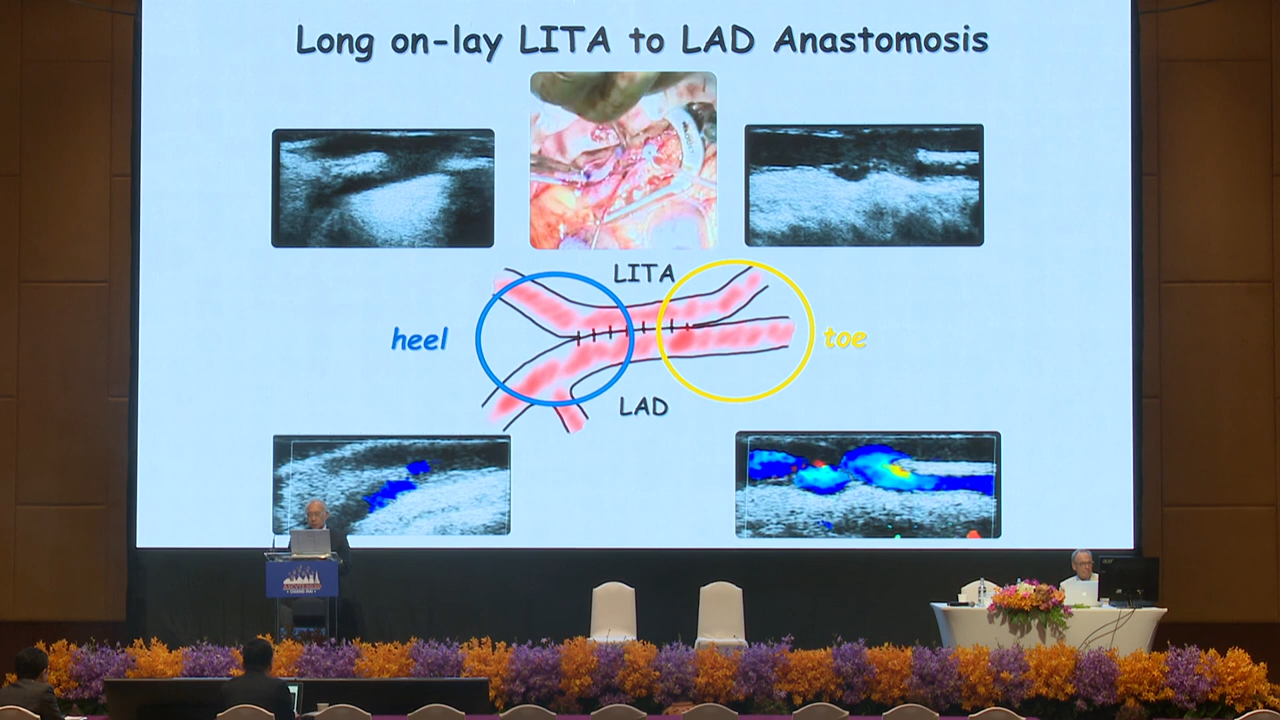 Long on-lay LITA to LAD Anastomosis
LITA
heel
toe
LAD